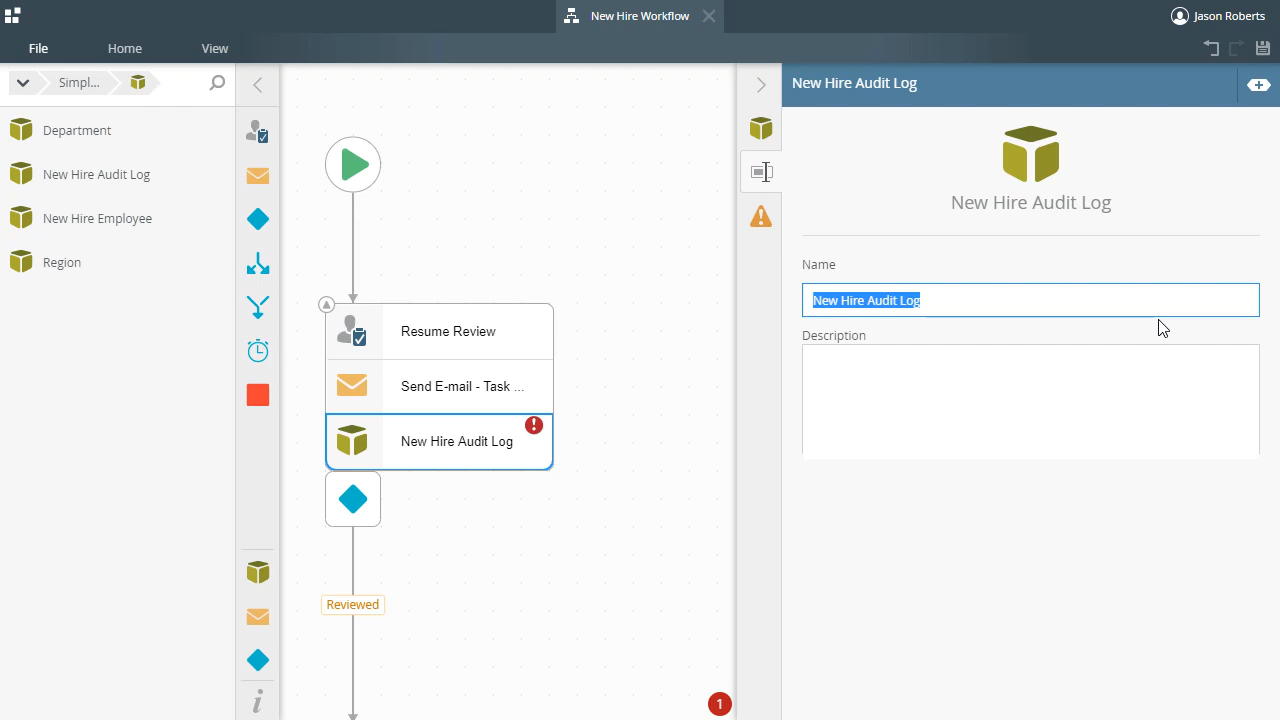 New Hire Workflow
Jason Roberts
File
Home
View
Simpl...
Department
New Hire Audit Log
New Hire Employee
Region
Resume Review
Send E-mail - Task ...
New Hire Audit Log
Reviewed
1
New Hire Audit Log
New Hire Audit Log
Name
New Hire Audit Log
Description